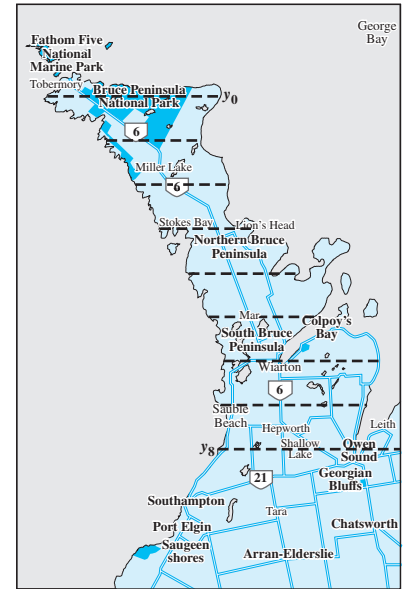 George
Bay
Fathom Five
National
Marine Park
Tobermory
Bruce Peninsula
National Park
y0
6
Miller Lake
6
Stokes Bay
Lion's Head
Northern Bruce
Peninsula
Mar
Colpoy's
Bay
South Bruce
Peninsula
Wiarton
6
Sauble
Beach
Leith
Hepworth
y8
Shallow
Lake
Owen
Sound
Georgian
Bluffs
21
Southampton
Tara
Port Elgin
Chatsworth
Saugeen
shores
Arran-Elderslie